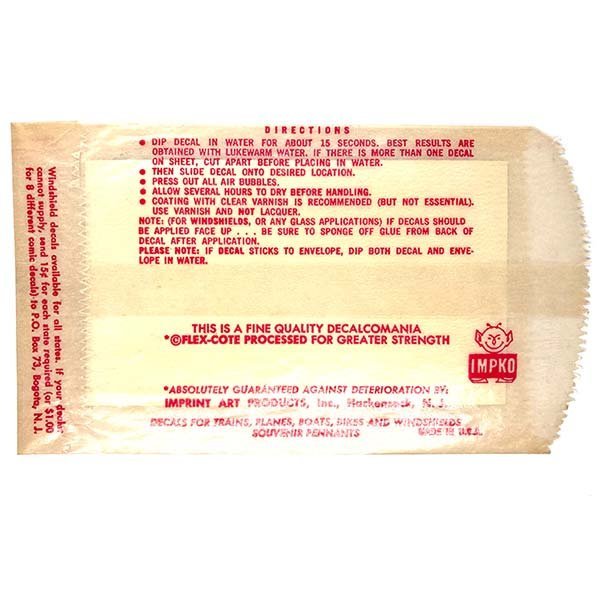 DIRECTIONS
● DIP DECAL IN WATER FOR ABOUT 15 SECONDS. BEST RESULTS ARE
OBTAINED WITH LUKEWARM WATER. IF THERE IS MORE THAN ONE DECAL
ON SHEET, CUT APART BEFORE PLACING IN WATER.
● THEN SLIDE DECAL ONTO DESIRED LOCATION.
● PRESS OUT ALL AIR BUBBLES.
● ALLOW SEVERAL HOURS TO DRY BEFORE HANDLING.
● COATING WITH CLEAR VARNISH IS RECOMMENDED (BUT NOT ESSENTIAL).
USE VARNISH AND NOT LACQUER.
NOTE: (FOR WINDSHIELDS, OR ANY GLASS APPLICATIONS) IF DECALS SHOULD
BE APPLIED FACE UP . . . BE SURE TO SPONGE OFF GLUE FROM BACK OF
DECAL AFTER APPLICATION.
PLEASE NOTE: IF DECAL STICKS TO ENVELOPE, DIP BOTH DECAL AND ENVE-
LOPE IN WATER.
THIS IS A FINE QUALITY DECALCOMANIA
*©FLEX-COTE PROCESSED FOR GREATER STRENGTH
IMPKO
*ABSOLUTELY GUARANTEED AGAINST DETERIORATION BY:
IMPRINT ART PRODUCTS, Inc., Hackensack, N. J.
DECALS FOR TRAINS, PLANES, BOATS, BIKES AND WINDSHIELDS
SOUVENIR PENNANTS
MADE IN U.S.A.
Windshield decals available for all states. If your dealer
cannot supply, send 15¢ for each state required (or $1.00
for 8 different comic decals) to P.O. Box 73, Bogota, N. J.